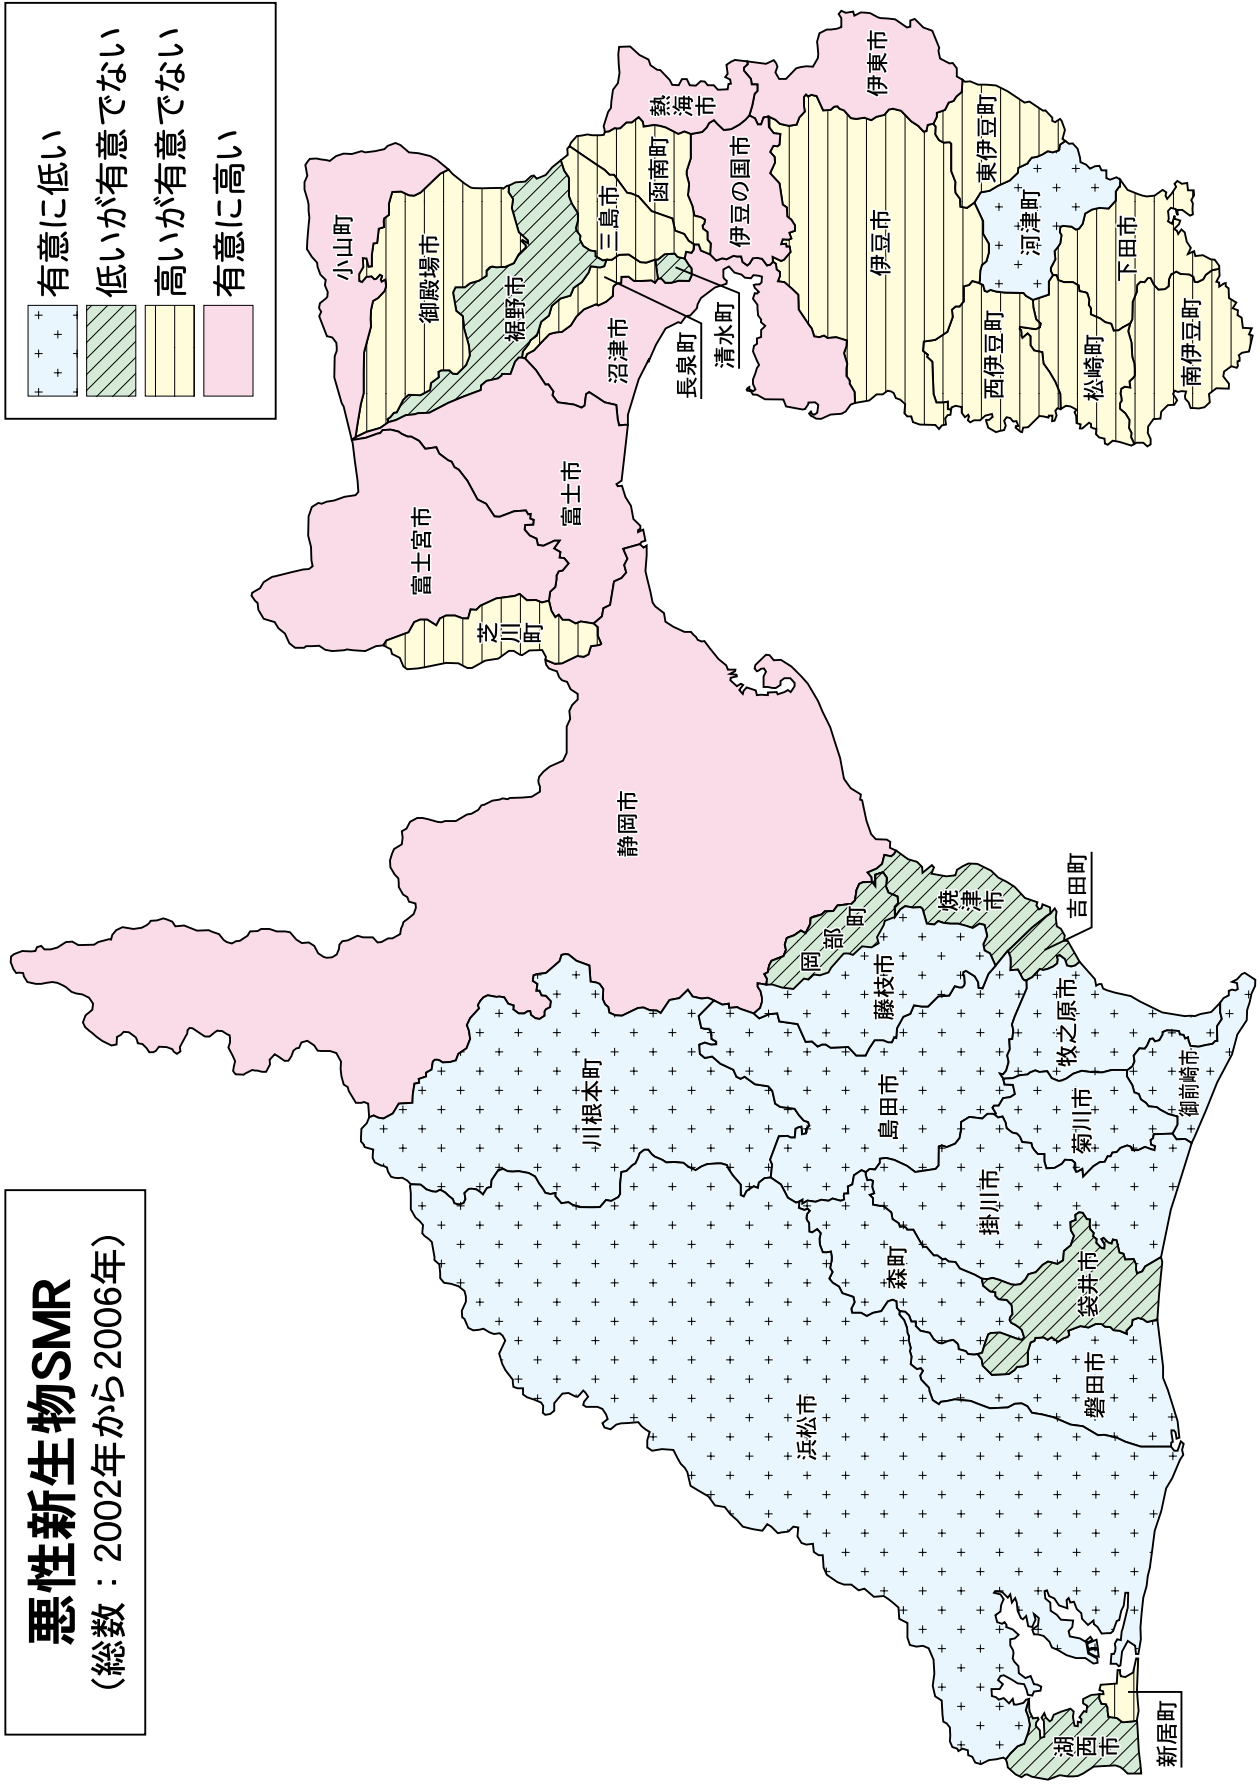 悪性新生物SMR
（総数：2002年から2006年）
有意に低い
低いが有意でない
高いが有意でない
有意に高い
小山町
御殿場市
裾野市
三島市
函南町
熱海市
伊豆の国市
伊東市
沼津市
長泉町
清水町
伊豆市
東伊豆町
河津町
西伊豆町
松崎町
下田市
南伊豆町
富士宮市
富士市
芝川町
静岡市
岡部町
焼津市
藤枝市
吉田町
川根本町
島田市
牧之原市
御前崎市
菊川市
掛川市
森町
袋井市
磐田市
浜松市
湖西市
新居町